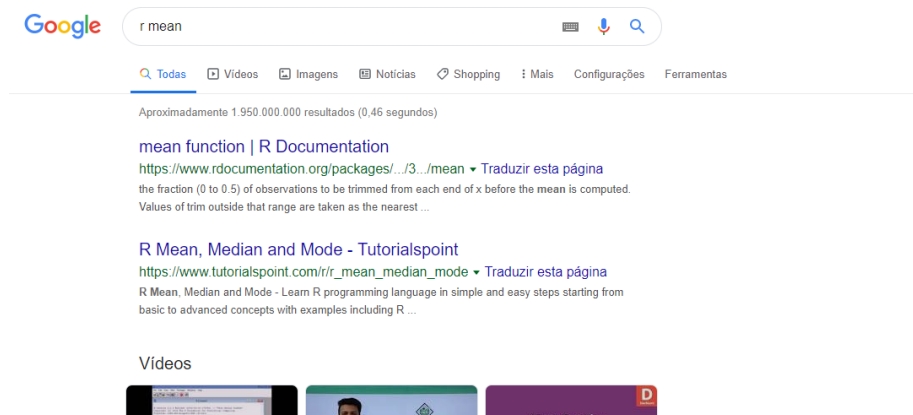 Google
r mean
Todas Vídeos Imagens Notícias Shopping Mais Configurações Ferramentas
Aproximadamente 1.950.000.000 resultados (0,46 segundos)
mean function | R Documentation
https://www.rdocumentation.org/packages/.../3.../mean Traduzir esta página
the fraction (0 to 0.5) of observations to be trimmed from each end of x before the mean is computed.
Values of trim outside that range are taken as the nearest ...
R Mean, Median and Mode - Tutorialspoint
https://www.tutorialspoint.com/r/r_mean_median_mode Traduzir esta página
R Mean, Median and Mode - Learn R programming language in simple and easy steps starting from
basic to advanced concepts with examples including R ...
Vídeos
D